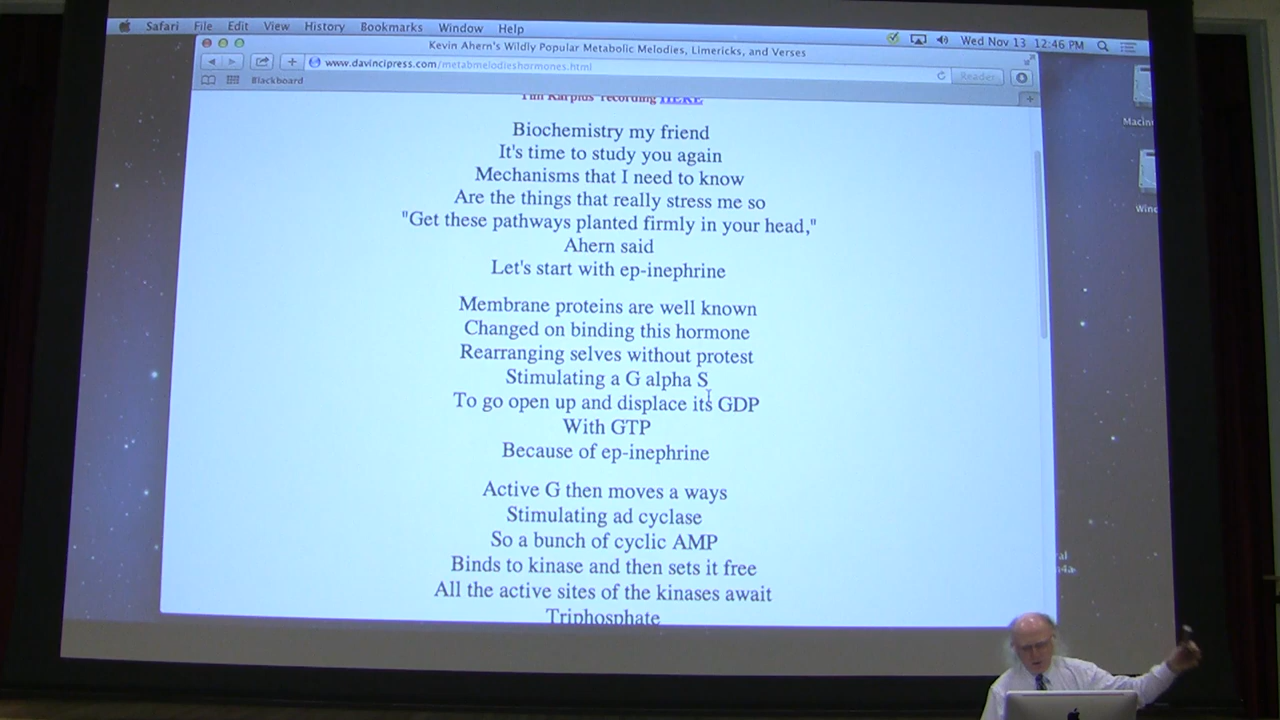 Safari File Edit View History Bookmarks Window Help
Wed Nov 13 12:46 PM
Kevin Ahern's Wildly Popular Metabolic Melodies, Limericks, and Verses
www.davincipress.com/metabmelodieshormones.html
Reader
Blackboard
Tim Karplus' recording HERE
Biochemistry my friend
It's time to study you again
Mechanisms that I need to know
Are the things that really stress me so
"Get these pathways planted firmly in your head,"
Ahern said
Let's start with ep-inephrine
Membrane proteins are well known
Changed on binding this hormone
Rearranging selves without protest
Stimulating a G alpha S
To go open up and displace its GDP
With GTP
Because of ep-inephrine
Active G then moves a ways
Stimulating ad cyclase
So a bunch of cyclic AMP
Binds to kinase and then sets it free
All the active sites of the kinases await
Triphosphate